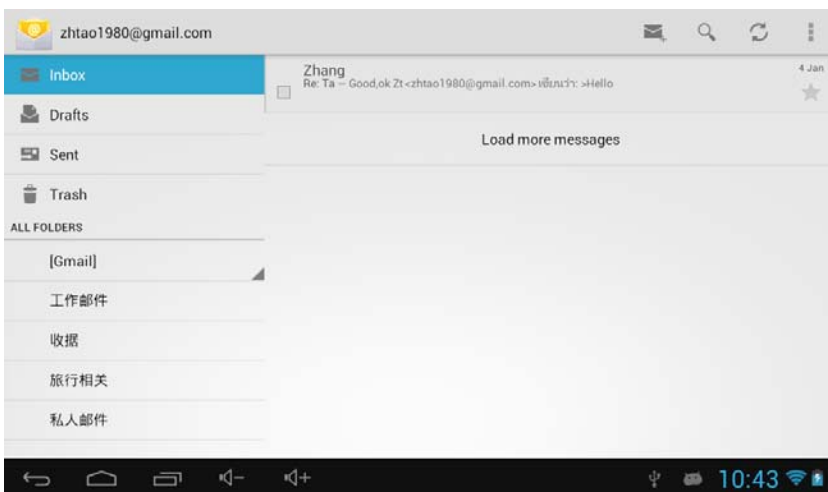 zhtao1980@gmail.com
Inbox
Drafts
Sent
Trash
ALL FOLDERS
[Gmail]
工作邮件
收据
旅行相关
私人邮件
Zhang
4 Jan
Re: Ta – Good,ok Zt <zhtao1980@gmail.com> เขียนว่า: >Hello
Load more messages
10:43